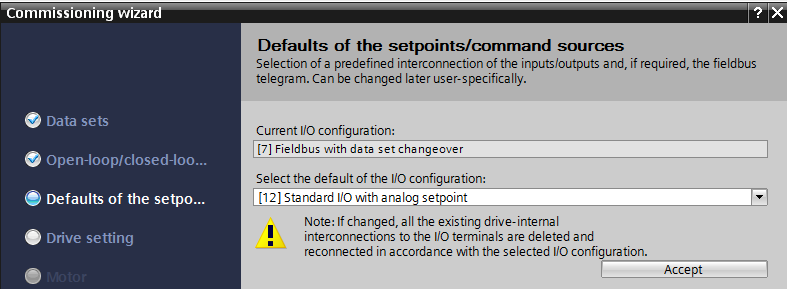 Commissioning wizard
? X
Defaults of the setpoints/command sources
Selection of a predefined interconnection of the inputs/outputs and, if required, the fieldbus
telegram. Can be changed later user-specifically.
Data sets
Open-loop/closed-loo...
Defaults of the setpo...
Drive setting
Motor
Current I/O configuration:
[7] Fieldbus with data set changeover
Select the default of the I/O configuration:
[12] Standard I/O with analog setpoint
Note: If changed, all the existing drive-internal
interconnections to the I/O terminals are deleted and
reconnected in accordance with the selected I/O configuration.
Accept